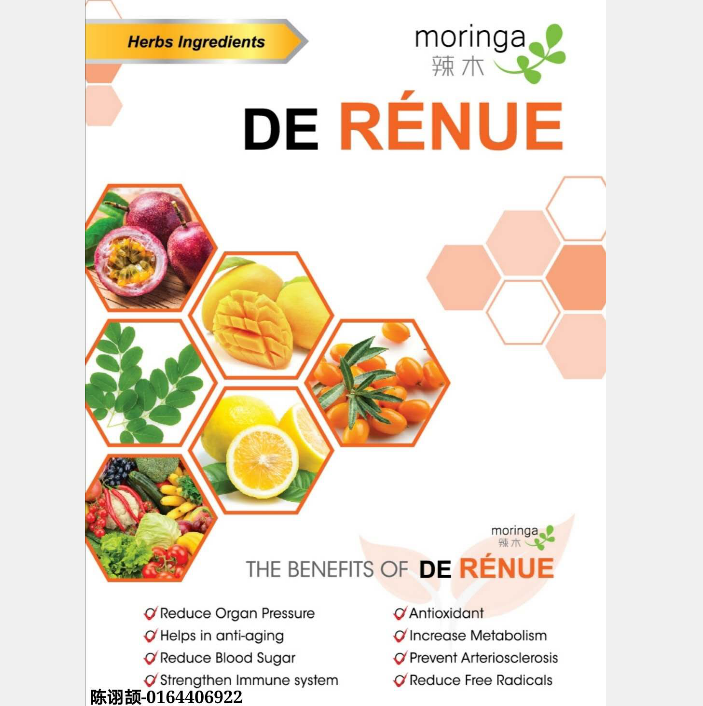 Herbs Ingredients
moringa
辣木
DE RÉNUE
moringa
辣木
THE BENEFITS OF DE RÉNUE
Reduce Organ Pressure
Helps in anti-aging
Reduce Blood Sugar
Strengthen Immune system
Antioxidant
Increase Metabolism
Prevent Arteriosclerosis
Reduce Free Radicals
陈诩颉-0164406922